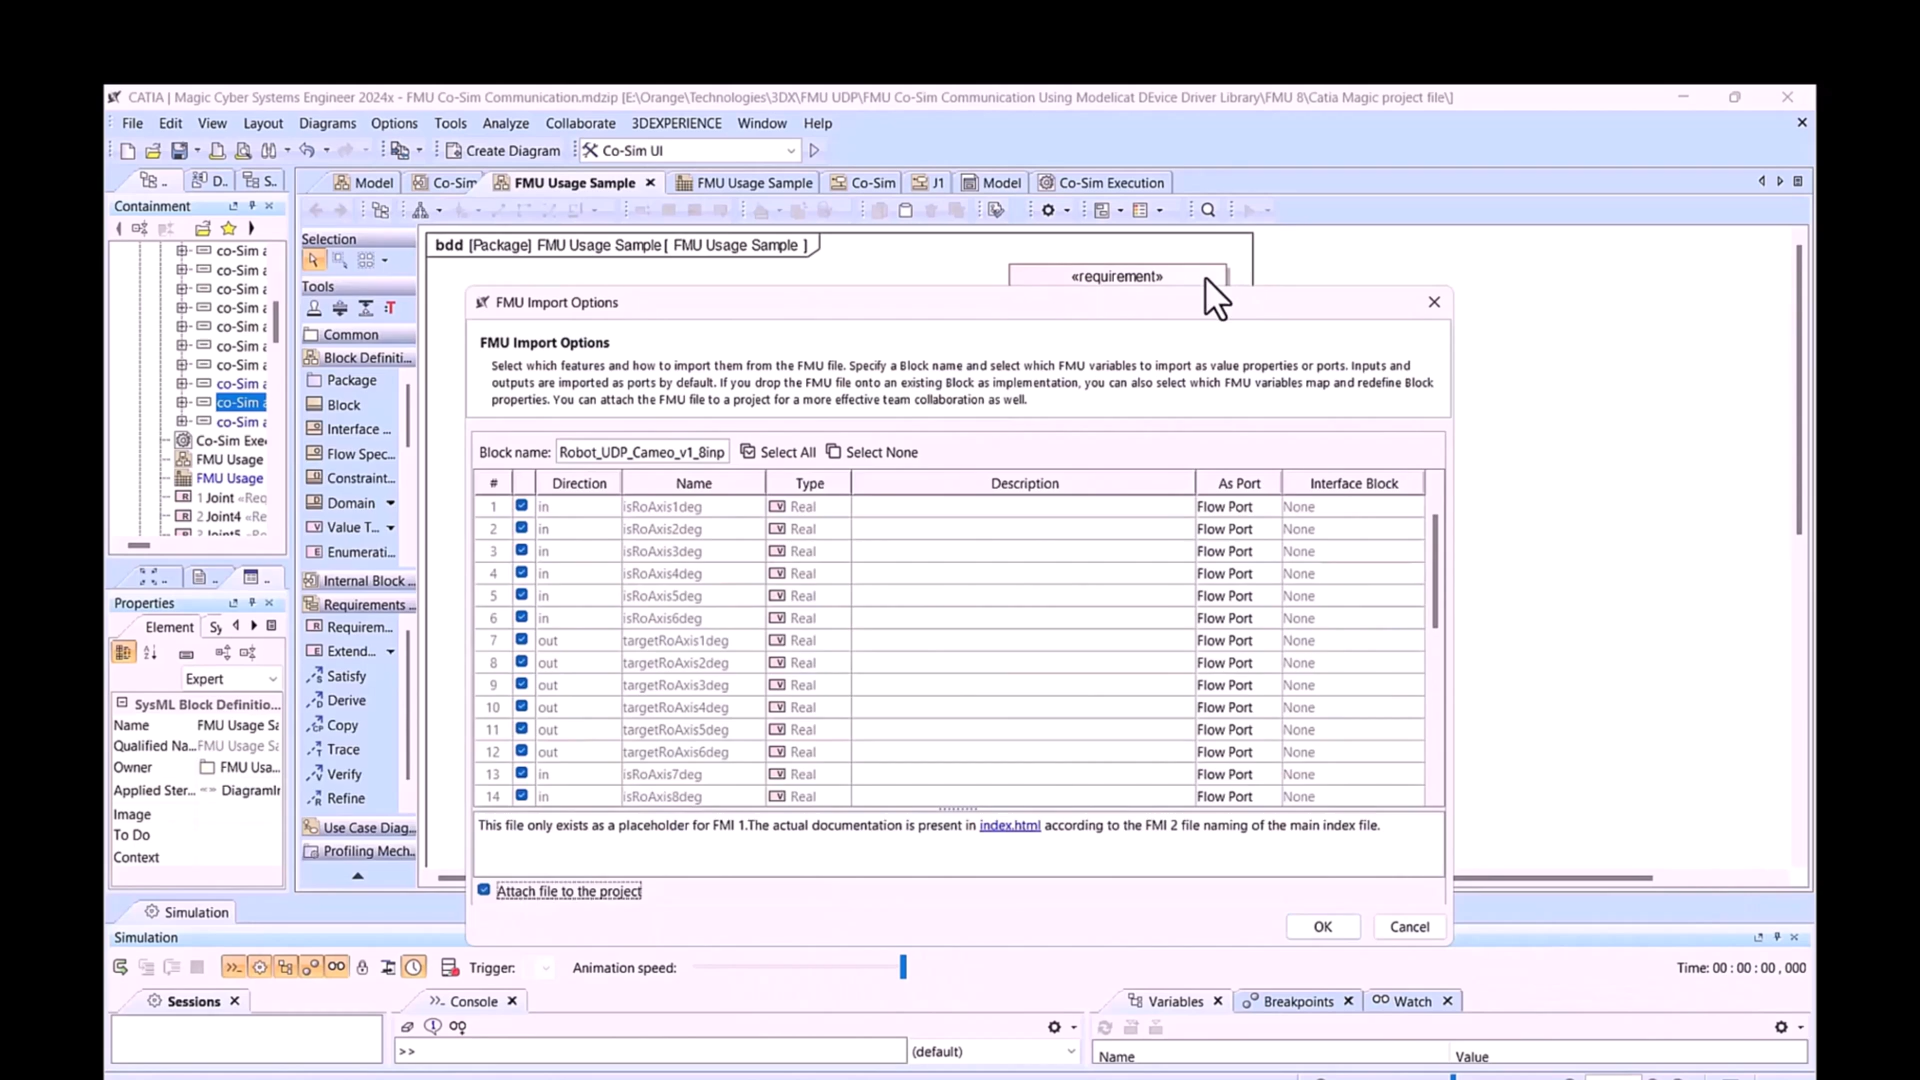 CATIA | Magic Cyber Systems Engineer 2024x - FMU Co-Sim Communication.mdzip [E:\Orange\Technologies\3DX\FMU UDP\FMU Co-Sim Communication Using Modelicat DEvice Driver Library\FMU 8\Catia Magic project file\]
File Edit View Layout Diagrams Options Tools Analyze Collaborate 3DEXPERIENCE Window Help
Create Diagram Co-Sim UI
D.. S..
Model Co-Sim FMU Usage Sample FMU Usage Sample Co-Sim J1 Model Co-Sim Execution
Containment
co-Sim a
co-Sim a
co-Sim a
co-Sim a
co-Sim a
co-Sim a
co-Sim a
co-Sim a
co-Sim a
co-Sim a
Co-Sim Exe
FMU Usage
FMU Usage
1 Joint «Req
2 Joint4 «Re
Joint5
Properties
Element Sy
Expert
SysML Block Definitio...
Name FMU Usage Sa
Qualified Na... FMU Usage Sa
Owner FMU Usa...
Applied Ster... DiagramIn
Image
To Do
Context
Selection
Tools
Common
Block Definiti...
Package
Block
Interface ...
Flow Spec...
Constraint...
Domain
Value T...
Enumerati...
Internal Block ...
Requirements ...
Requirem...
Extend...
Satisfy
Derive
Copy
Trace
Verify
Refine
Use Case Diag...
Profiling Mech...
bdd [Package] FMU Usage Sample [ FMU Usage Sample ]
«requirement»
FMU Import Options
FMU Import Options
Select which features and how to import them from the FMU file. Specify a Block name and select which FMU variables to import as value properties or ports. Inputs and
outputs are imported as ports by default. If you drop the FMU file onto an existing Block as implementation, you can also select which FMU variables map and redefine Block
properties. You can attach the FMU file to a project for a more effective team collaboration as well.
Block name: Robot_UDP_Cameo_v1_8inp Select All Select None
# Direction Name Type Description As Port Interface Block
1 in isRoAxis1deg Real Flow Port None
2 in isRoAxis2deg Real Flow Port None
3 in isRoAxis3deg Real Flow Port None
4 in isRoAxis4deg Real Flow Port None
5 in isRoAxis5deg Real Flow Port None
6 in isRoAxis6deg Real Flow Port None
7 out targetRoAxis1deg Real Flow Port None
8 out targetRoAxis2deg Real Flow Port None
9 out targetRoAxis3deg Real Flow Port None
10 out targetRoAxis4deg Real Flow Port None
11 out targetRoAxis5deg Real Flow Port None
12 out targetRoAxis6deg Real Flow Port None
13 in isRoAxis7deg Real Flow Port None
14 in isRoAxis8deg Real Flow Port None
This file only exists as a placeholder for FMI 1.The actual documentation is present in index.html according to the FMI 2 file naming of the main index file.
Attach file to the project
OK Cancel
Simulation
Simulation
Trigger: Animation speed: Time: 00 : 00 : 00 , 000
Sessions Console Variables Breakpoints Watch
>> (default)
Name Value